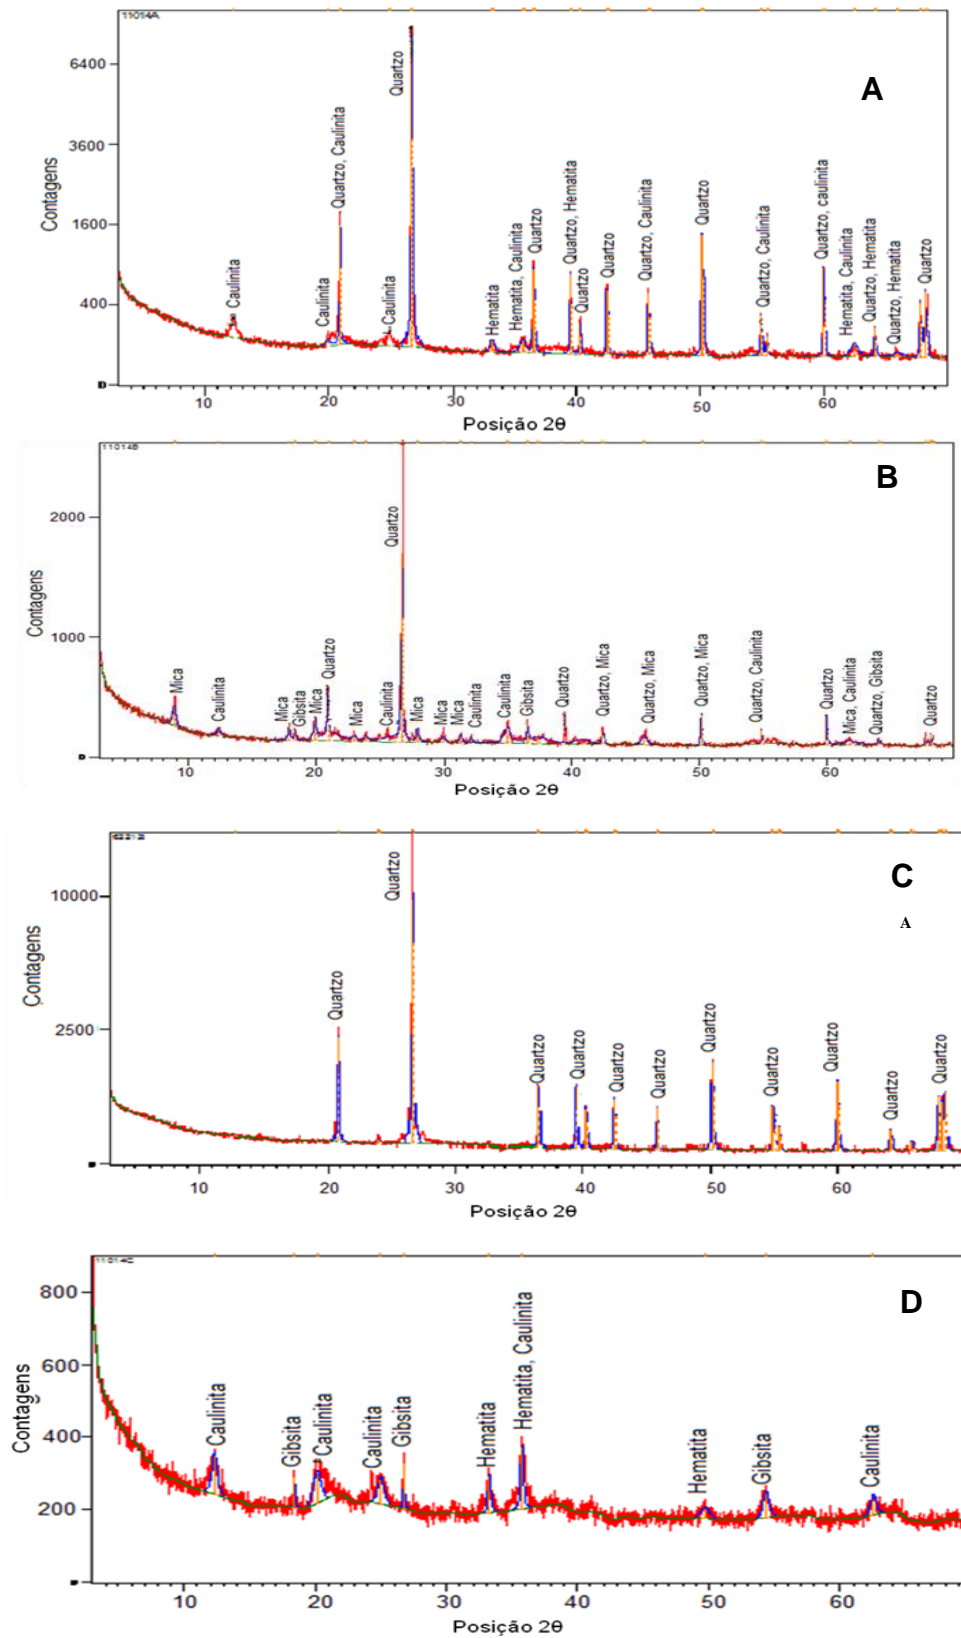 11014A
A
6400
3600
1600
400
0
Contagens
Caulinita
Caulinita
Quartzo, Caulinita
Caulinita
Quartzo
Hematita
Hematita, Caulinita
Quartzo
Quartzo, Hematita
Quartzo
Quartzo
Quartzo, Caulinita
Quartzo
Quartzo, Caulinita
Quartzo, caulinita
Hematita, Caulinita
Quartzo, Hematita
Quartzo, Hematita
Quartzo
10 20 30 40 50 60
Posição 2θ
11014B
B
2000
1000
0
Contagens
Mica
Caulinita
Mica
Gibsita
Mica
Quartzo
Mica
Caulinita
Quartzo
Mica
Mica
Mica
Caulinita
Caulinita
Gibsita
Quartzo
Quartzo, Mica
Quartzo, Mica
Quartzo, Mica
Quartzo, Caulinita
Quartzo
Mica, Caulinita
Quartzo, Gibsita
Quartzo
10 20 30 40 50 60
Posição 2θ
C
A
10000
2500
Contagens
Quartzo
Quartzo
Quartzo
Quartzo
Quartzo
Quartzo
Quartzo
Quartzo
Quartzo
Quartzo
Quartzo
10 20 30 40 50 60
Posição 2θ
11014C
D
800
600
400
200
Contagens
Caulinita
Gibsita
Caulinita
Caulinita
Gibsita
Hematita
Hematita, Caulinita
Hematita
Gibsita
Caulinita
10 20 30 40 50 60
Posição 2θ